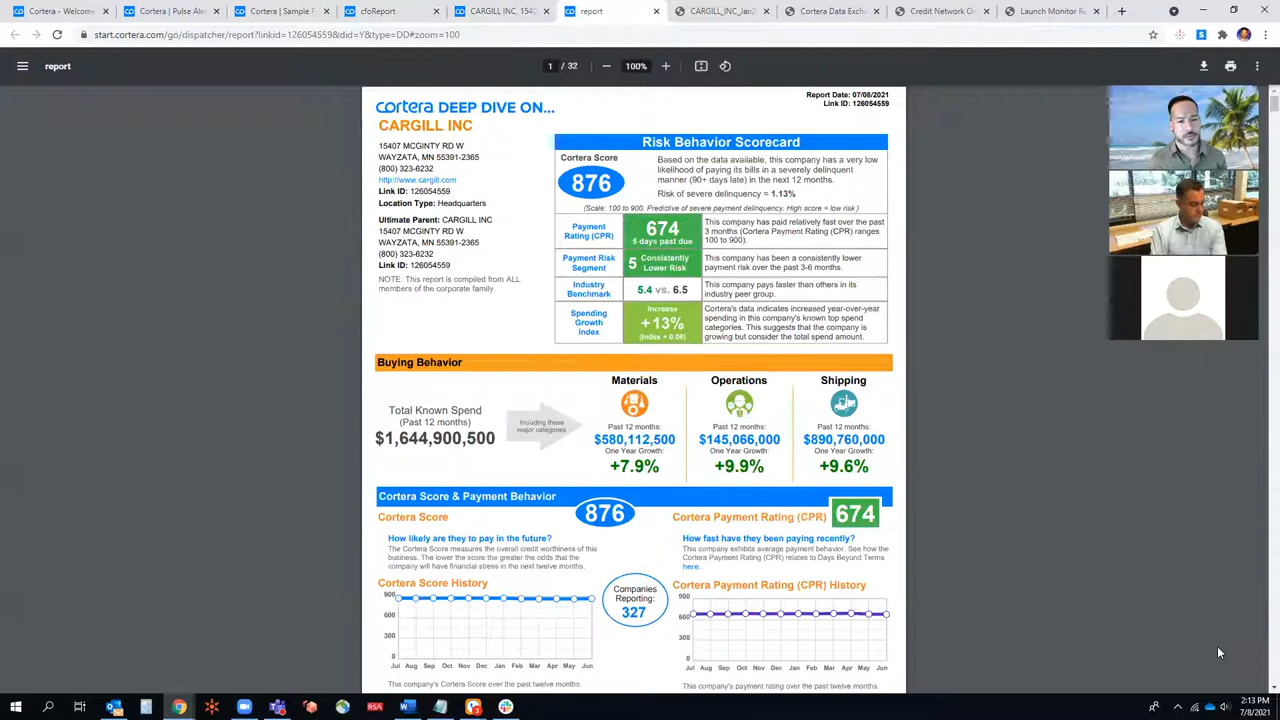 Cortera - Welcome
Cortera | Pulse Aler
Cortera | Sample F
cfoReport
CARGILL, INC, 154
report
CARGILL_INC_Jan
Cortera Data Excha
Credit Network O
Launch Monitor R
start.cortera.com/go/dispatcher/report?linkid=126054559&did=Y&type=DD#zoom=100
report
1 / 32
100%
Report Date: 07/08/2021
Link ID: 126054559
cortera DEEP DIVE ON...
CARGILL INC
15407 MCGINTY RD W
WAYZATA, MN 55391-2365
(800) 323-6232
http://www.cargill.com
Link ID: 126054559
Location Type: Headquarters
Ultimate Parent: CARGILL INC
15407 MCGINTY RD W
WAYZATA, MN 55391-2365
(800) 323-6232
Link ID: 126054559
NOTE: This report is compiled from ALL
members of the corporate family.
Risk Behavior Scorecard
Cortera Score
876
Based on the data available, this company has a very low
likelihood of paying its bills in a severely delinquent
manner (90+ days late) in the next 12 months.
Risk of severe delinquency = 1.13%
(Scale: 100 to 900. Predictive of severe payment delinquency. High score = low risk )
Payment
Rating (CPR)
674
5 days past due
This company has paid relatively fast over the past
3 months (Cortera Payment Rating (CPR) ranges
100 to 900).
Payment Risk
Segment
5 Consistently
Lower Risk
This company has been a consistently lower
payment risk over the past 3-6 months.
Industry
Benchmark
5.4 vs. 6.5
This company pays faster than others in its
industry peer group.
Spending
Growth
Index
Increase
+13%
(Index = 0.06)
Cortera's data indicates increased year-over-year
spending in this company's known top spend
categories. This suggests that the company is
growing but consider the total spend amount.
Buying Behavior
Total Known Spend
(Past 12 months)
$1,644,900,500
Including these
major categories
Materials
Past 12 months:
$580,112,500
One Year Growth:
+7.9%
Operations
Past 12 months:
$145,066,000
One Year Growth:
+9.9%
Shipping
Past 12 months:
$890,760,000
One Year Growth:
+9.6%
Cortera Score & Payment Behavior
Cortera Score
876
How likely are they to pay in the future?
The Cortera Score measures the overall credit worthiness of this
business. The lower the score the greater the odds that the
company will have financial stress in the next twelve months.
Cortera Score History
900
600
300
0
Jul Aug Sep Oct Nov Dec Jan Feb Mar Apr May Jun
This company's Cortera Score over the past twelve months.
Companies
Reporting:
327
Cortera Payment Rating (CPR)
674
How fast have they been paying recently?
This company exhibits average payment behavior. See how the
Cortera Payment Rating (CPR) relates to Days Beyond Terms
here.
Cortera Payment Rating (CPR) History
900
600
300
0
Jul Aug Sep Oct Nov Dec Jan Feb Mar Apr May Jun
This company's payment rating over the past twelve months.
RSA
2:13 PM
7/8/2021